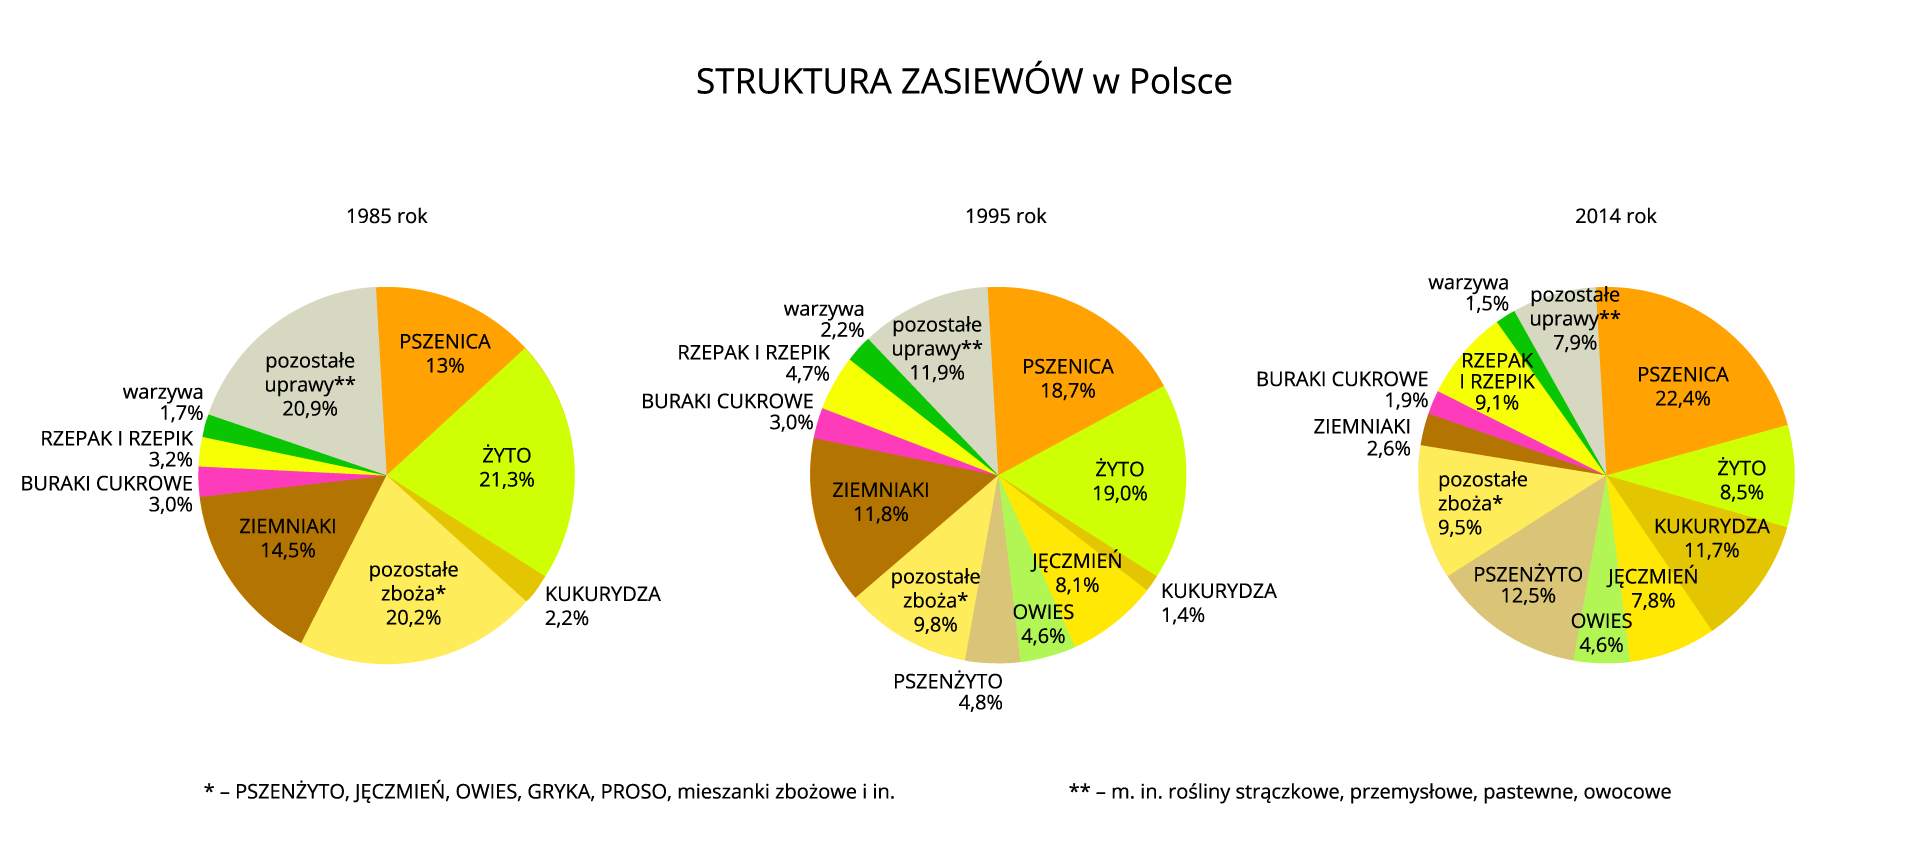 STRUKTURA ZASIEWÓW w Polsce
1985 rok
PSZENICA
13%
ŻYTO
21,3%
KUKURYDZA
2,2%
pozostałe
zboża*
20,2%
ZIEMNIAKI
14,5%
BURAKI CUKROWE
3,0%
RZEPAK I RZEPIK
3,2%
warzywa
1,7%
pozostałe
uprawy**
20,9%
1995 rok
PSZENICA
18,7%
ŻYTO
19,0%
KUKURYDZA
1,4%
JĘCZMIEŃ
8,1%
OWIES
4,6%
PSZENŻYTO
4,8%
pozostałe
zboża*
9,8%
ZIEMNIAKI
11,8%
BURAKI CUKROWE
3,0%
RZEPAK I RZEPIK
4,7%
warzywa
2,2%
pozostałe
uprawy**
11,9%
2014 rok
PSZENICA
22,4%
ŻYTO
8,5%
KUKURYDZA
11,7%
JĘCZMIEŃ
7,8%
OWIES
4,6%
PSZENŻYTO
12,5%
pozostałe
zboża*
9,5%
ZIEMNIAKI
2,6%
BURAKI CUKROWE
1,9%
RZEPAK
I RZEPIK
9,1%
warzywa
1,5%
pozostałe
uprawy**
7,9%
* – PSZENŻYTO, JĘCZMIEŃ, OWIES, GRYKA, PROSO, mieszanki zbożowe i in.
** – m. in. rośliny strączkowe, przemysłowe, pastewne, owocowe